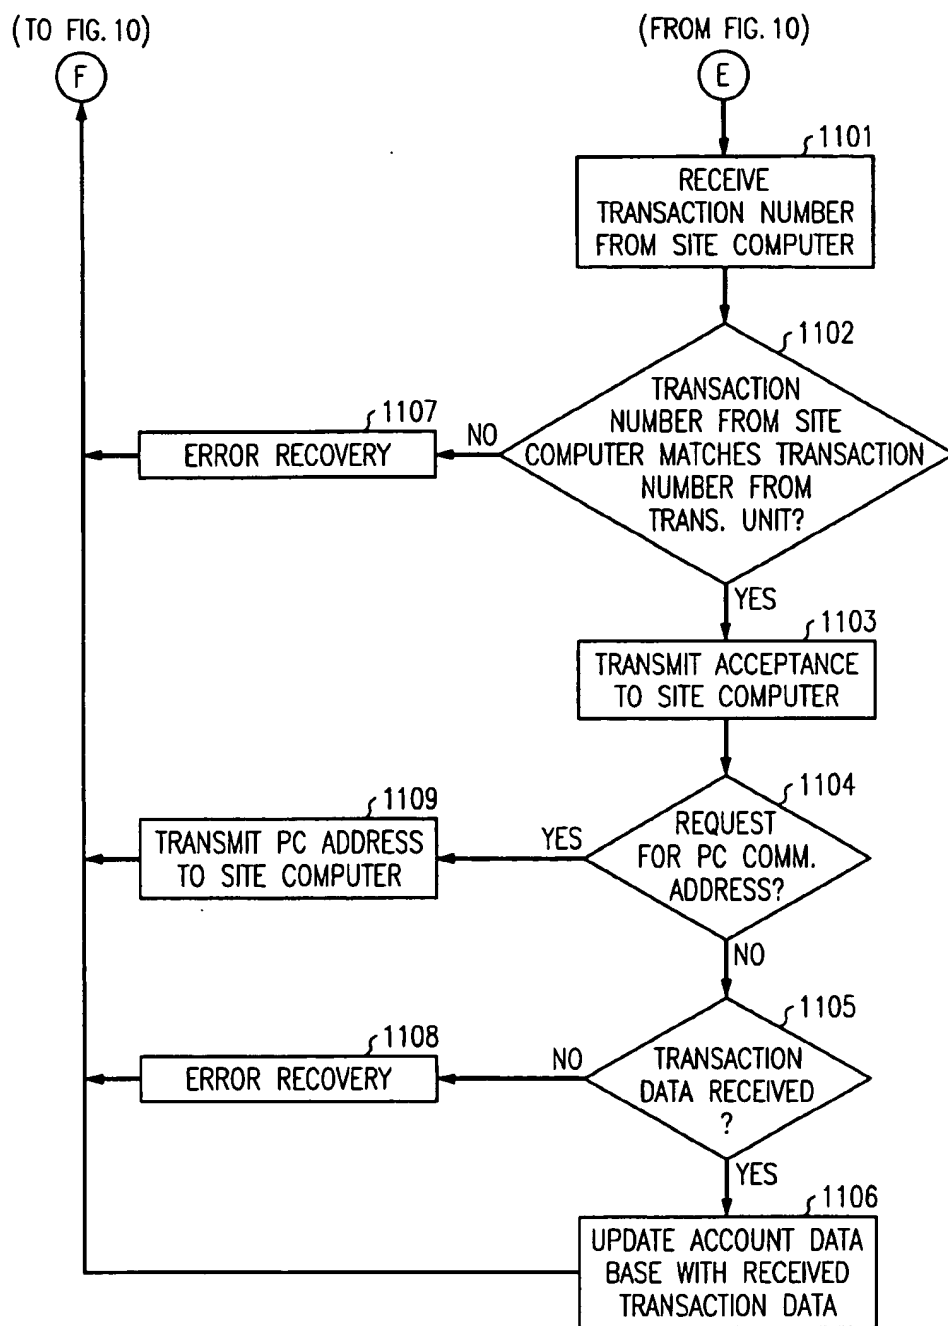 (TO FIG. 10)
(FROM FIG. 10)
F
E
1101
RECEIVE
TRANSACTION NUMBER
FROM SITE COMPUTER
1102
TRANSACTION
NUMBER FROM SITE
COMPUTER MATCHES TRANSACTION
NUMBER FROM
TRANS. UNIT?
NO
1107
ERROR RECOVERY
YES
1103
TRANSMIT ACCEPTANCE
TO SITE COMPUTER
1104
REQUEST
FOR PC COMM.
ADDRESS?
YES
1109
TRANSMIT PC ADDRESS
TO SITE COMPUTER
NO
1105
TRANSACTION
DATA RECEIVED
?
NO
1108
ERROR RECOVERY
YES
1106
UPDATE ACCOUNT DATA
BASE WITH RECEIVED
TRANSACTION DATA